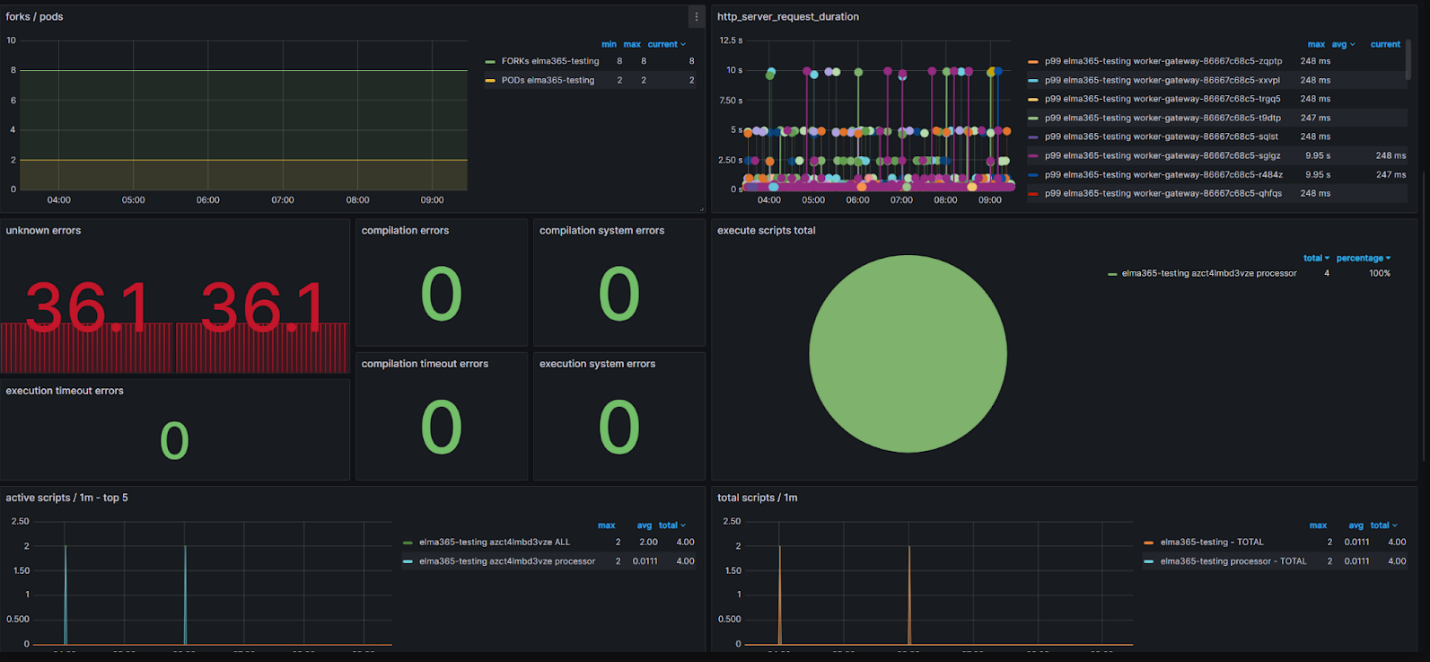 forks / pods
10
8
6
4
2
0
04:00 05:00 06:00 07:00 08:00 09:00
min max current
FORKs elma365-testing 8 8 8
PODs elma365-testing 2 2 2
http_server_request_duration
12.5 s
10 s
7.50 s
5 s
2.50 s
0 s
04:00 05:00 06:00 07:00 08:00 09:00
max avg current
p99 elma365-testing worker-gateway-86667c68c5-zqptp 248 ms
p99 elma365-testing worker-gateway-86667c68c5-xxvpl 248 ms
p99 elma365-testing worker-gateway-86667c68c5-trgq5 248 ms
p99 elma365-testing worker-gateway-86667c68c5-t9dtp 247 ms
p99 elma365-testing worker-gateway-86667c68c5-sqlst 248 ms
p99 elma365-testing worker-gateway-86667c68c5-sglgz 9.95 s 248 ms
p99 elma365-testing worker-gateway-86667c68c5-r484z 9.95 s 247 ms
p99 elma365-testing worker-gateway-86667c68c5-qhfqs 248 ms
unknown errors
36.1 36.1
compilation errors
0
compilation system errors
0
execution timeout errors
0
compilation timeout errors
0
execution system errors
0
execute scripts total
total percentage
elma365-testing azct4lmbd3vze processor 4 100%
active scripts / 1m - top 5
2.50
2
1.50
1
0.500
0
max avg total
elma365-testing azct4lmbd3vze ALL 2 2.00 4.00
elma365-testing azct4lmbd3vze processor 2 0.0111 4.00
total scripts / 1m
2.50
2
1.50
1
0.500
0
max avg total
elma365-testing - TOTAL 2 0.0111 4.00
elma365-testing processor - TOTAL 2 0.0111 4.00